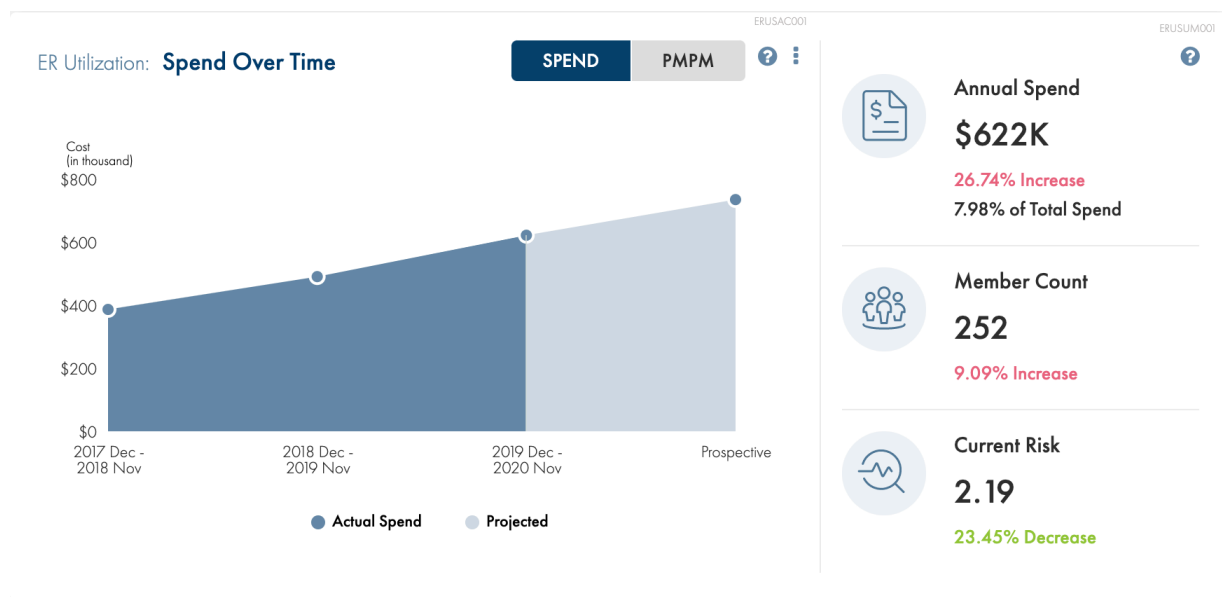 ERUSAC001
ER Utilization: Spend Over Time
SPEND
PMPM
?
Cost
(in thousand)
$800
$600
$400
$200
$0
2017 Dec -
2018 Nov
2018 Dec -
2019 Nov
2019 Dec -
2020 Nov
Prospective
Actual Spend
Projected
ERUSUM001
?
$
Annual Spend
$622K
26.74% Increase
7.98% of Total Spend
Member Count
252
9.09% Increase
Current Risk
2.19
23.45% Decrease